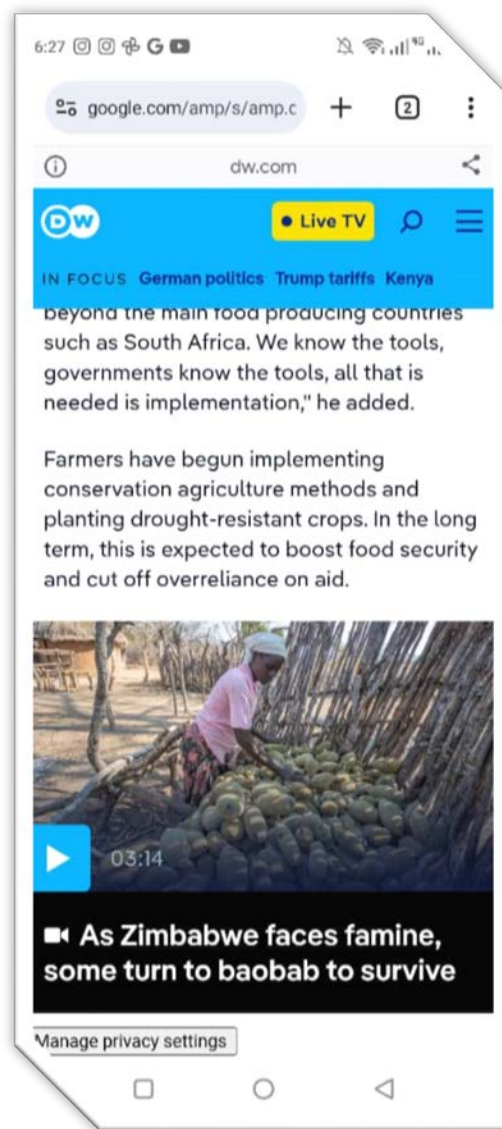 6:27
4G
google.com/amp/s/amp.c
2
dw.com
DW
Live TV
IN FOCUS German politics Trump tariffs Kenya
beyond the main food producing countries
such as South Africa. We know the tools,
governments know the tools, all that is
needed is implementation," he added.
Farmers have begun implementing
conservation agriculture methods and
planting drought-resistant crops. In the long
term, this is expected to boost food security
and cut off overreliance on aid.
03:14
As Zimbabwe faces famine,
some turn to baobab to survive
Manage privacy settings